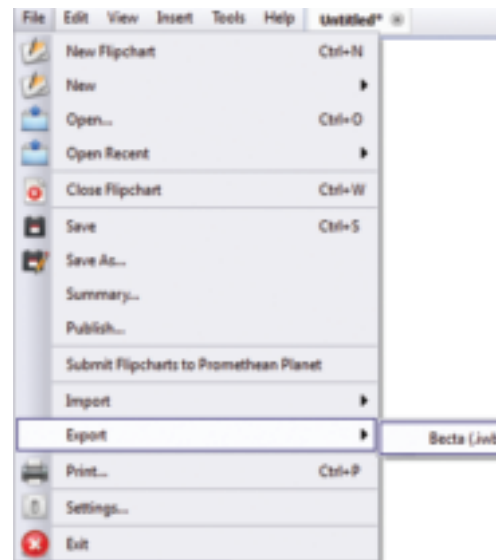 File Edit View Insert Tools Help Untitled*
New Flipchart Ctrl+N
New
Open... Ctrl+O
Open Recent
Close Flipchart Ctrl+W
Save Ctrl+S
Save As...
Summary...
Publish...
Submit Flipcharts to Promethean Planet
Import
Export Becta (.iwb
Print... Ctrl+P
Settings...
Exit